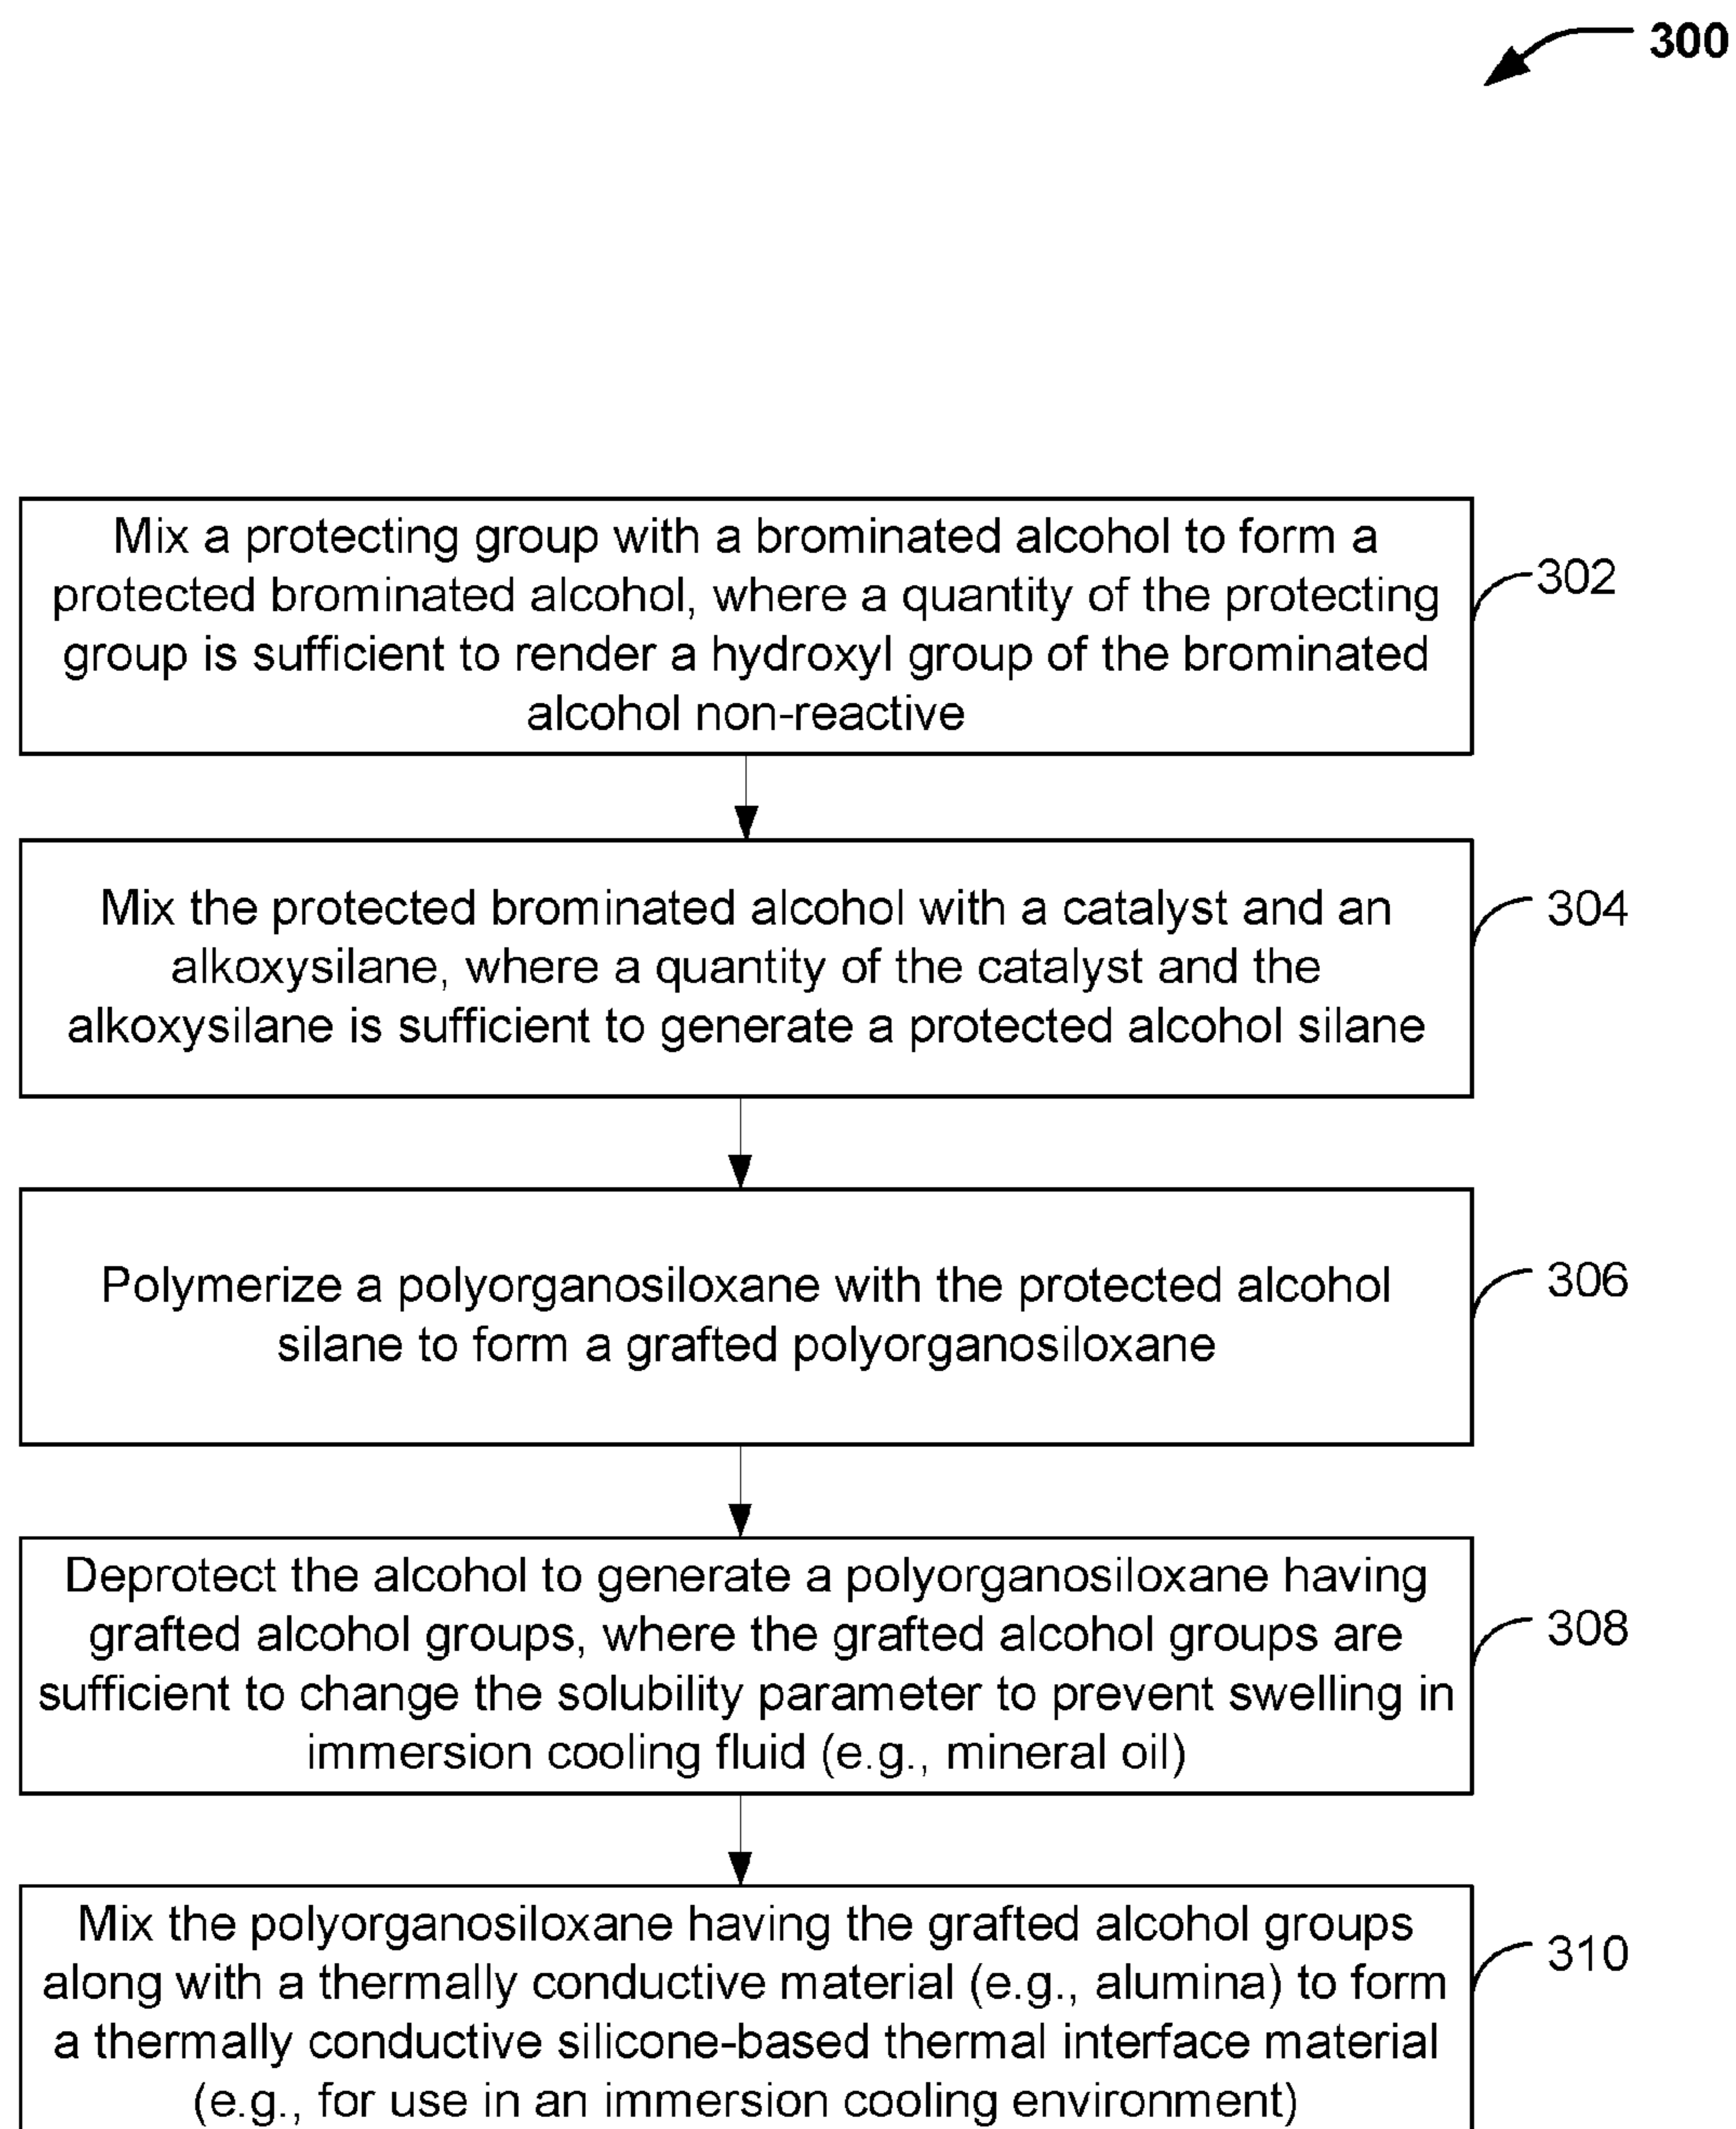 300
Mix a protecting group with a brominated alcohol to form a
protected brominated alcohol, where a quantity of the protecting
group is sufficient to render a hydroxyl group of the brominated
alcohol non-reactive
302
Mix the protected brominated alcohol with a catalyst and an
alkoxysilane, where a quantity of the catalyst and the
alkoxysilane is sufficient to generate a protected alcohol silane
304
Polymerize a polyorganosiloxane with the protected alcohol
silane to form a grafted polyorganosiloxane
306
Deprotect the alcohol to generate a polyorganosiloxane having
grafted alcohol groups, where the grafted alcohol groups are
sufficient to change the solubility parameter to prevent swelling in
immersion cooling fluid (e.g., mineral oil)
308
Mix the polyorganosiloxane having the grafted alcohol groups
along with a thermally conductive material (e.g., alumina) to form
a thermally conductive silicone-based thermal interface material
(e.g., for use in an immersion cooling environment)
310